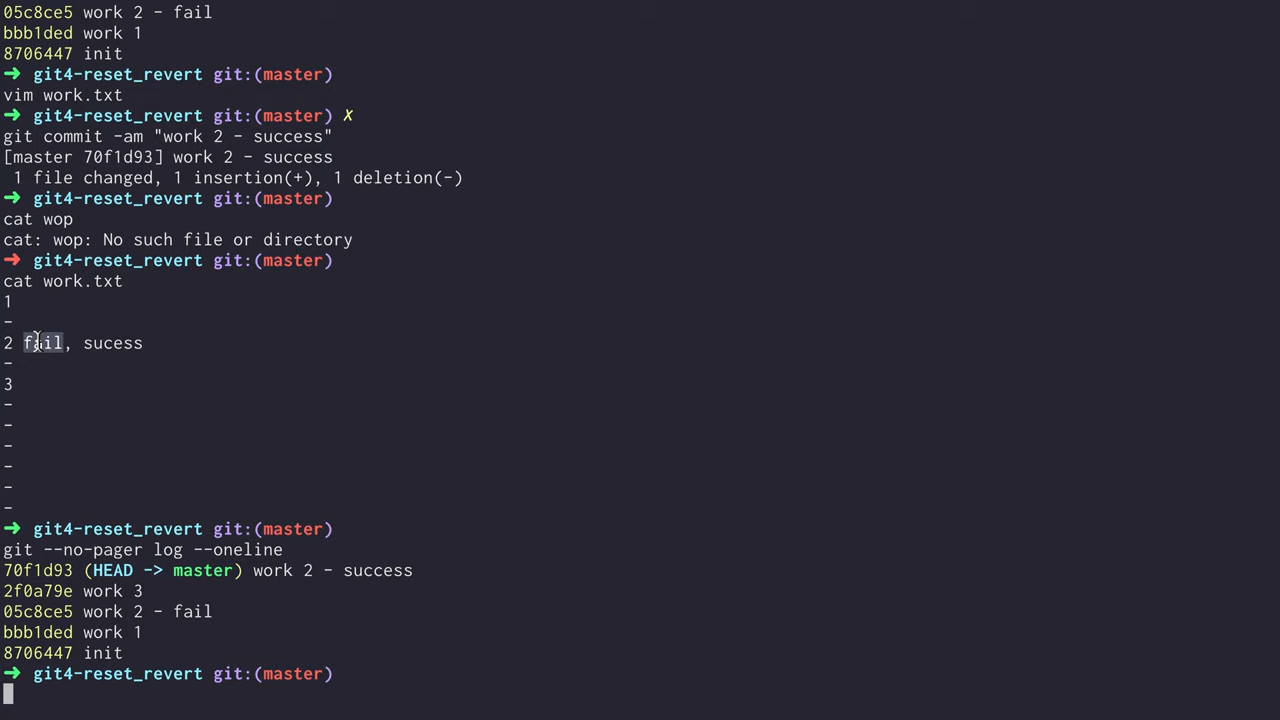 05c8ce5 work 2 - fail
bbb1ded work 1
8706447 init
➜ git4-reset_revert git:(master)
vim work.txt
➜ git4-reset_revert git:(master) ✗
git commit -am "work 2 - success"
[master 70f1d93] work 2 - success
1 file changed, 1 insertion(+), 1 deletion(-)
➜ git4-reset_revert git:(master)
cat wop
cat: wop: No such file or directory
➜ git4-reset_revert git:(master)
cat work.txt
1
-
2 fail, sucess
-
3
-
-
-
-
-
-
➜ git4-reset_revert git:(master)
git --no-pager log --oneline
70f1d93 (HEAD -> master) work 2 - success
2f0a79e work 3
05c8ce5 work 2 - fail
bbb1ded work 1
8706447 init
➜ git4-reset_revert git:(master)